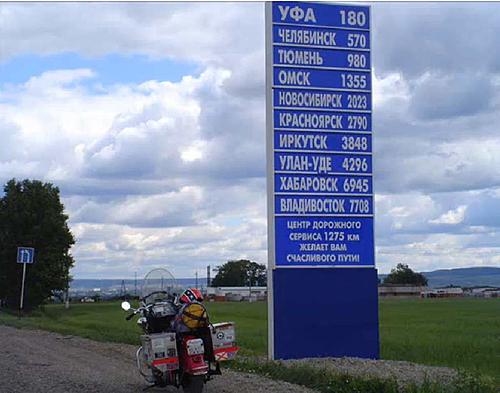 УФА 180
ЧЕЛЯБИНСК 570
ТЮМЕНЬ 980
ОМСК 1355
НОВОСИБИРСК 2023
КРАСНОЯРСК 2790
ИРКУТСК 3848
УЛАН-УДЕ 4296
ХАБАРОВСК 6945
ВЛАДИВОСТОК 7708
ЦЕНТР ДОРОЖНОГО
СЕРВИСА 1275 КМ
ЖЕЛАЕТ ВАМ
СЧАСЛИВОГО ПУТИ!